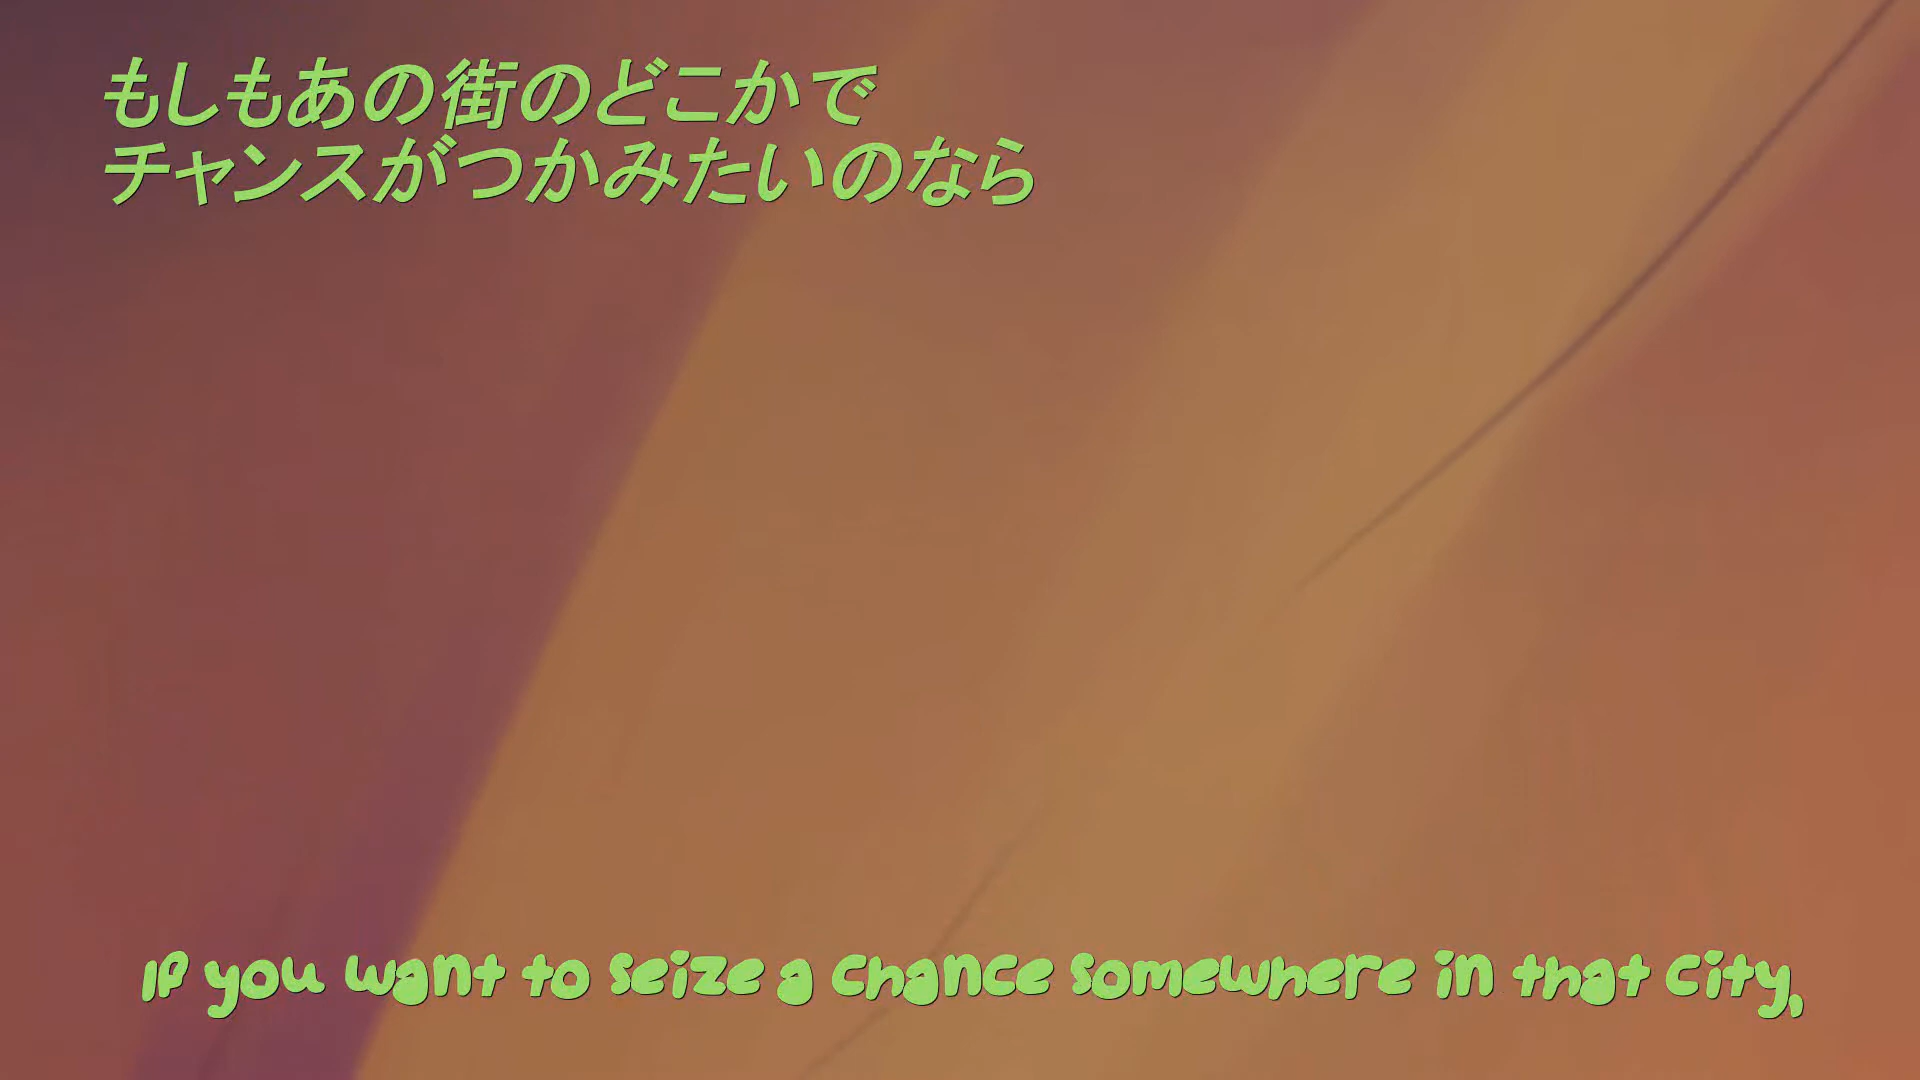 もしもあの街のどこかで
チャンスがつかみたいのなら
If you want to seize a chance somewhere in that city,